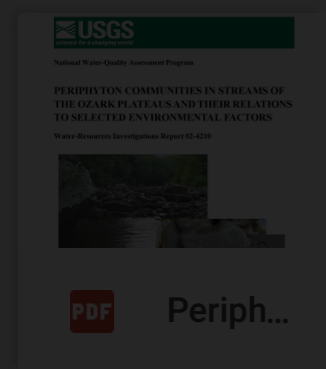 USGS
science for a changing world
National Water-Quality Assessment Program
PERIPHYTON COMMUNITIES IN STREAMS OF
THE OZARK PLATEAUS AND THEIR RELATIONS
TO SELECTED ENVIRONMENTAL FACTORS
Water-Resources Investigations Report 02-4210
PDF
Periph...